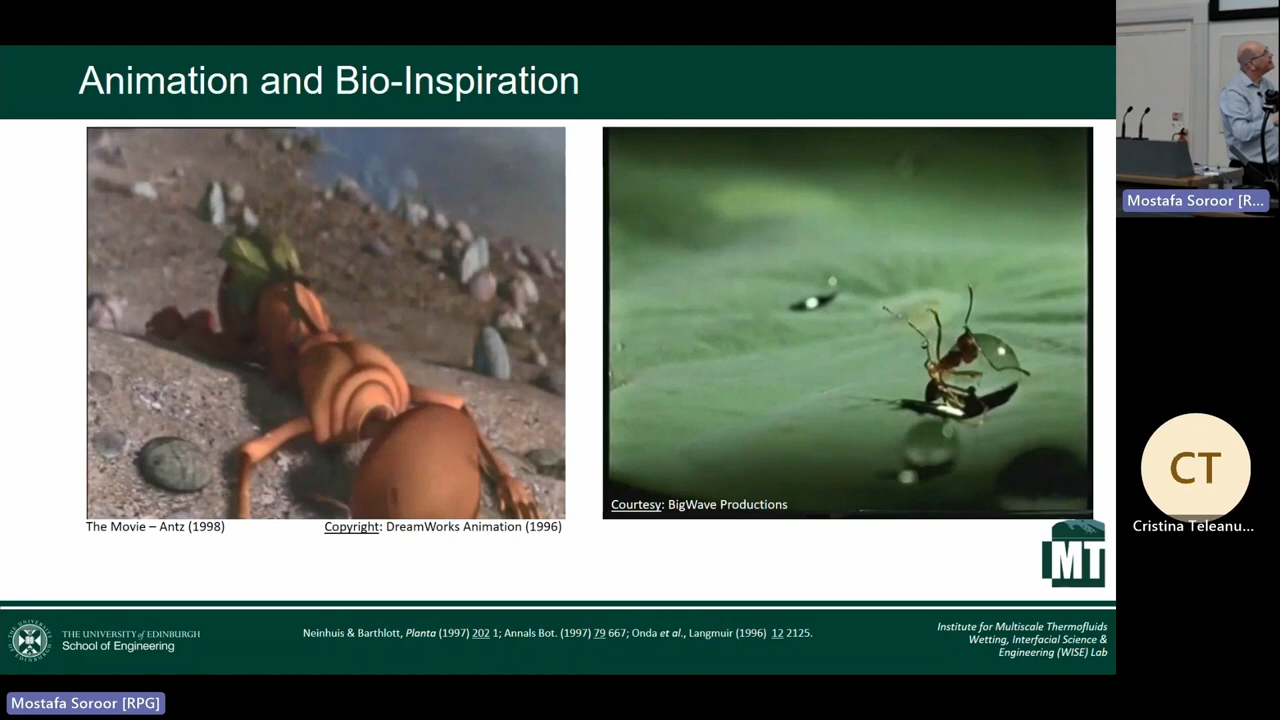 Animation and Bio-Inspiration
Courtesy: BigWave Productions
The Movie – Antz (1998)
Copyright: DreamWorks Animation (1996)
MT
THE UNIVERSITY of EDINBURGH
School of Engineering
Neinhuis & Barthlott, Planta (1997) 202 1; Annals Bot. (1997) 79 667; Onda et al., Langmuir (1996) 12 2125.
Institute for Multiscale Thermofluids
Wetting, Interfacial Science &
Engineering (WISE) Lab
Mostafa Soroor [R...
CT
Cristina Teleanu...
Mostafa Soroor [RPG]